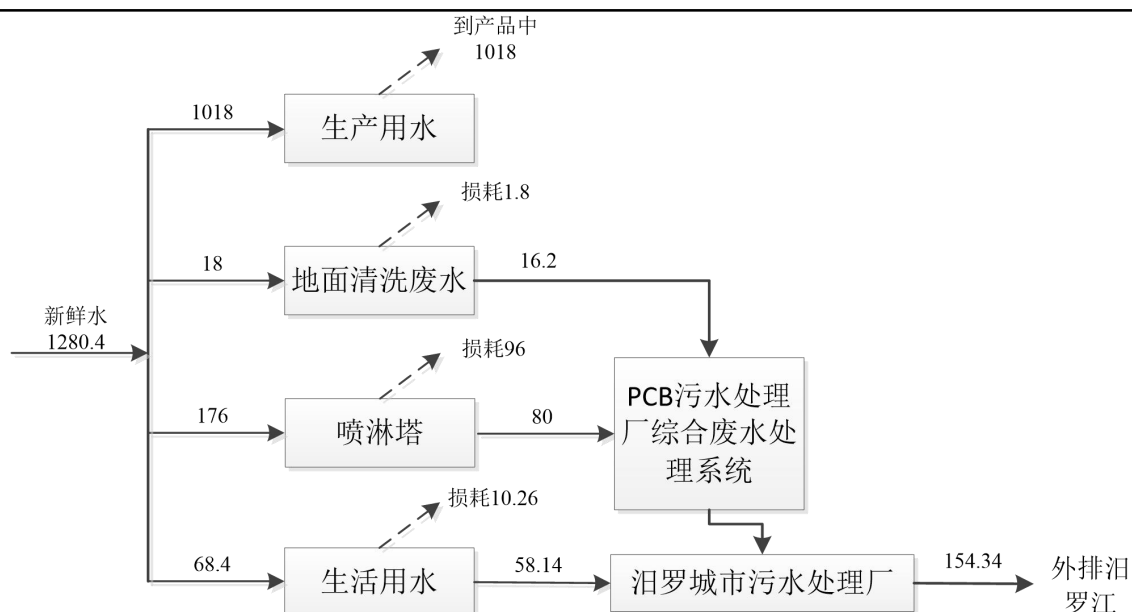 到产品中
1018
1018
生产用水
损耗1.8
18
地面清洗废水
16.2
新鲜水
1280.4
损耗96
176
喷淋塔
80
PCB污水处理
厂综合废水处
理系统
损耗10.26
68.4
生活用水
58.14
汨罗城市污水处理厂
154.34
外排汨
罗江